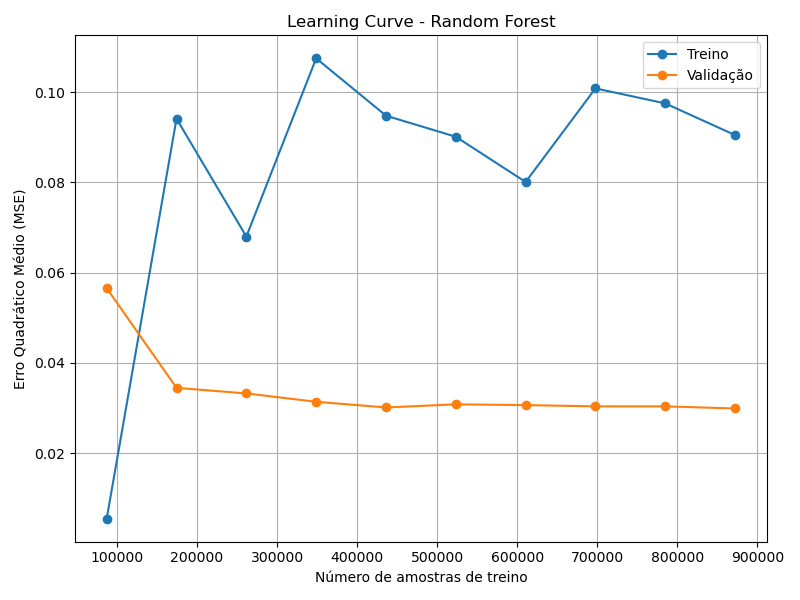 Learning Curve - Random Forest
Treino
Validação
0.10
0.08
0.06
0.04
0.02
Erro Quadrático Médio (MSE)
100000
200000
300000
400000
500000
600000
700000
800000
900000
Número de amostras de treino